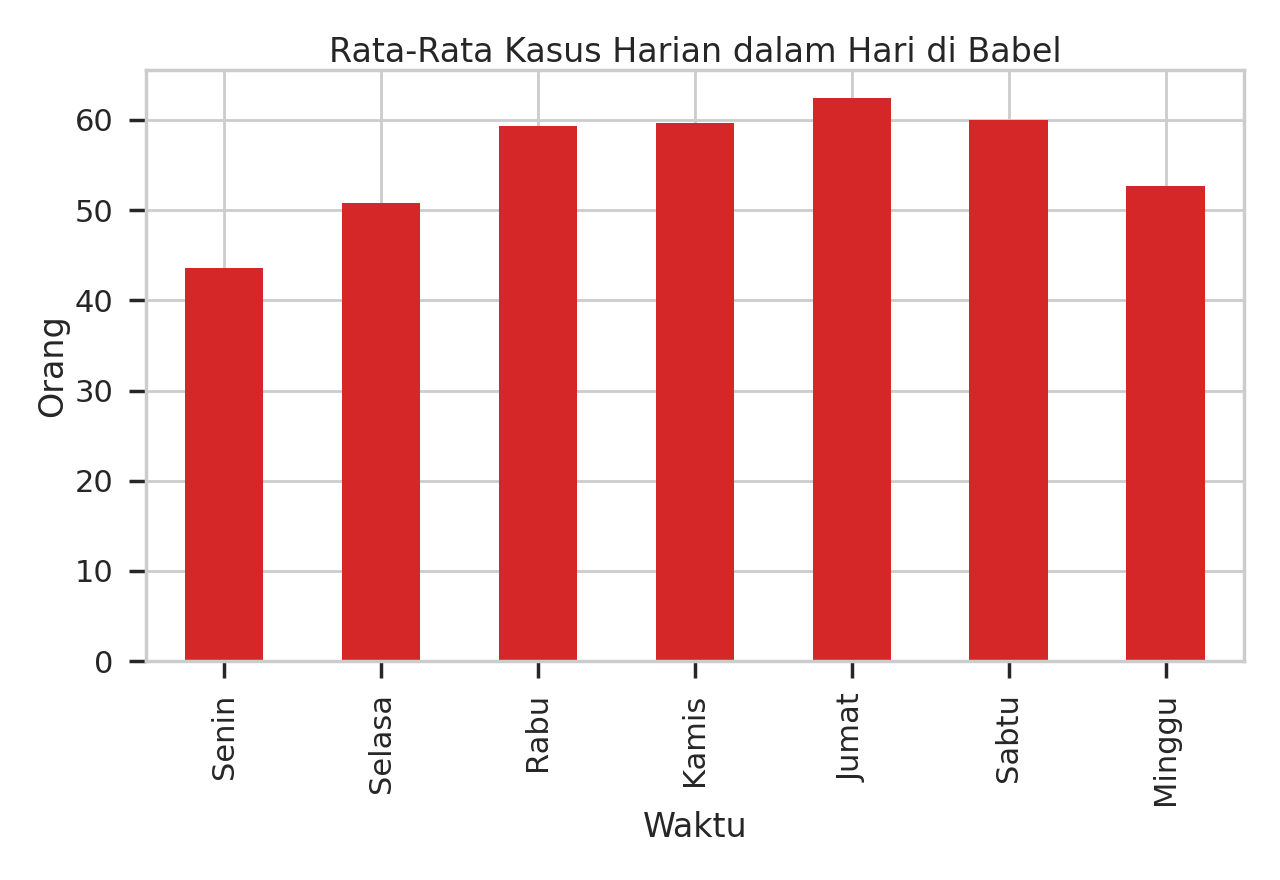 Rata-Rata Kasus Harian dalam Hari di Babel
60
50
40
30
20
10
0
Orang
Senin
Selasa
Rabu
Kamis
Jumat
Sabtu
Minggu
Waktu